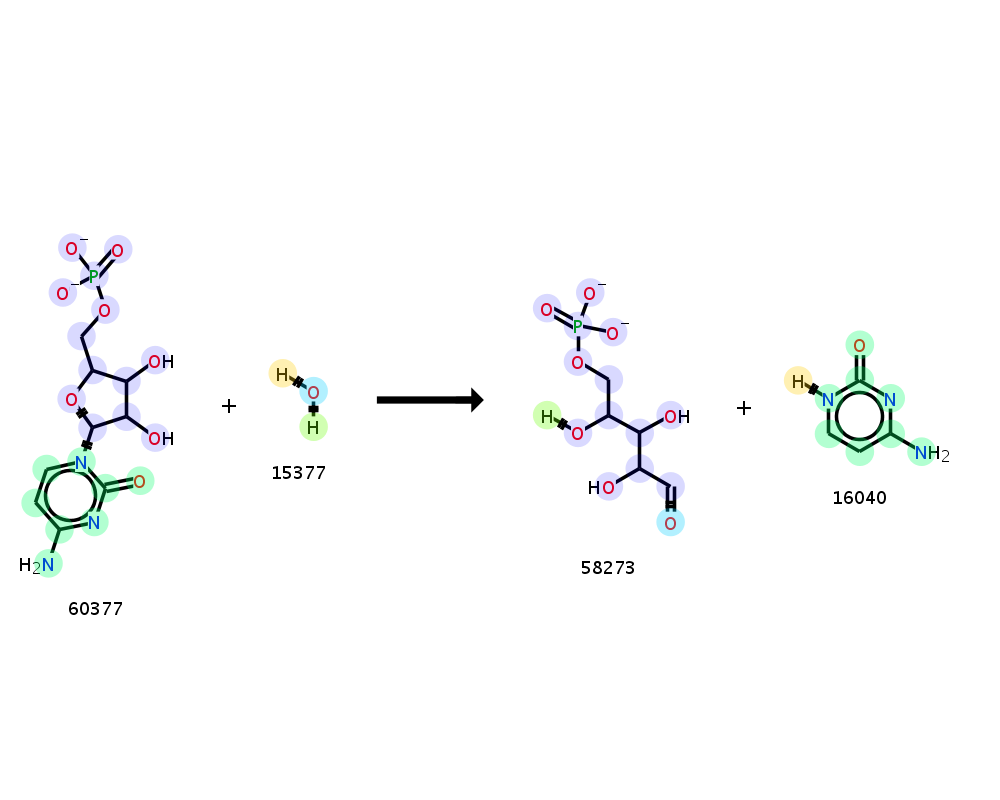 O⁻ O
O⁻ P
O
OH
O
OH
N
O
N
H₂N
60377
+
H
O
H
15377
O⁻
O P O⁻
O
H O OH
HO
O
58273
+
O
H N N
NH₂
16040